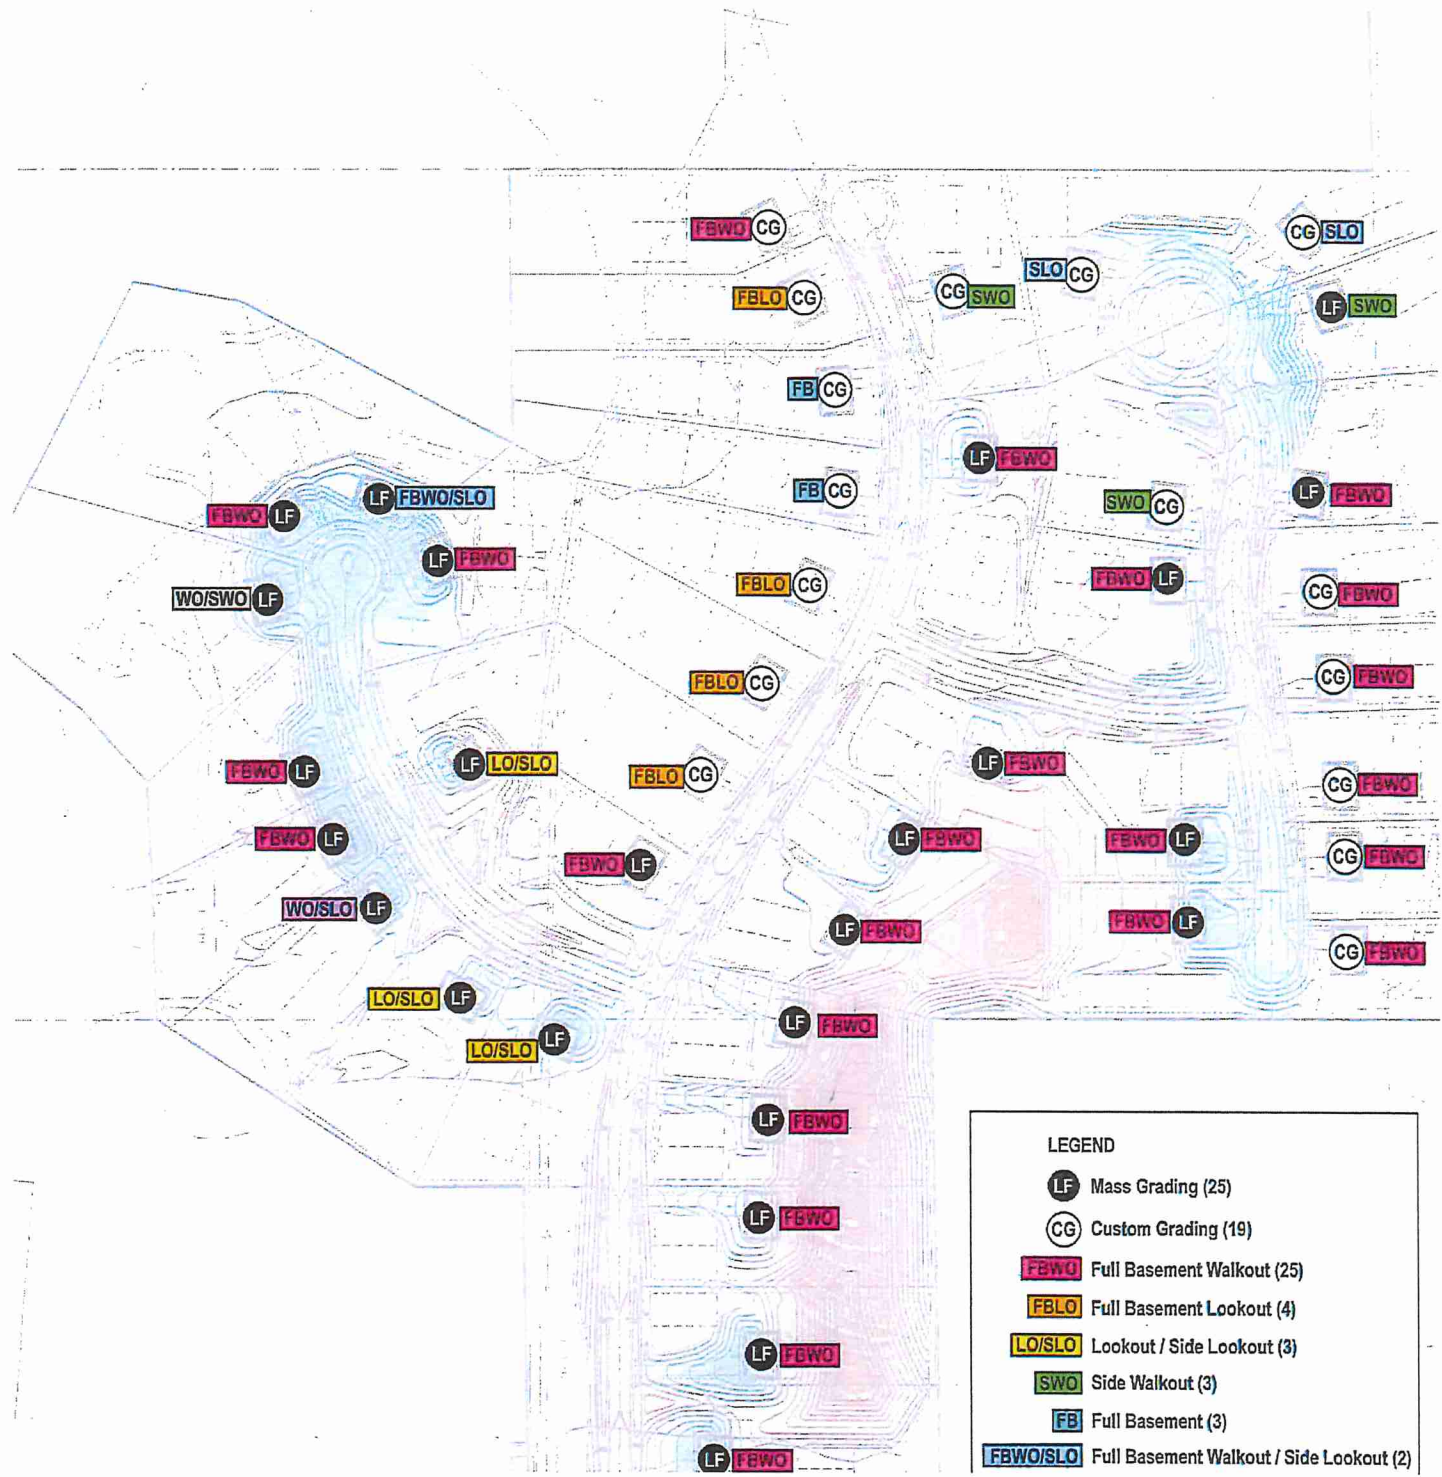 FBWO CG
CG SLO
SLO CG
FBLO CG
CG SWO
LF SWO
FB CG
LF FBWO
FB CG
SWO CG
LF FBWO
FBWO LF
LF FBWO/SLO
LF FBWO
WO/SWO LF
FBLO CG
FBWO LF
CG FBWO
FBLO CG
CG FBWO
FBWO LF
LF LO/SLO
FBLO CG
LF FBWO
CG FBWO
FBWO LF
FBWO LF
LF FBWO
FBWO LF
CG FBWO
WO/SLO LF
LF FBWO
FBWO LF
CG FBWO
LO/SLO LF
LO/SLO LF
LF FBWO
LF FBWO
LF FBWO
LF FBWO
LF FBWO
LEGEND
LF Mass Grading (25)
CG Custom Grading (19)
FBWO Full Basement Walkout (25)
FBLO Full Basement Lookout (4)
LO/SLO Lookout / Side Lookout (3)
SWO Side Walkout (3)
FB Full Basement (3)
FBWO/SLO Full Basement Walkout / Side Lookout (2)